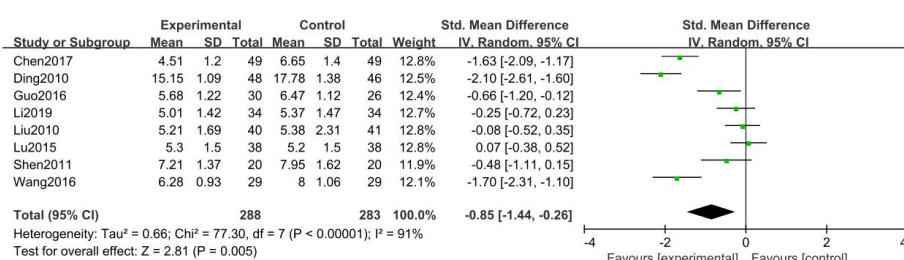 Experimental Control Std. Mean Difference Std. Mean Difference
Study or Subgroup Mean SD Total Mean SD Total Weight IV, Random, 95% CI IV, Random, 95% CI
Chen2017 4.51 1.2 49 6.65 1.4 49 12.8% -1.63 [-2.09, -1.17]
Ding2010 15.15 1.09 48 17.78 1.38 46 12.6% -2.10 [-2.61, -1.60]
Guo2016 5.68 1.22 30 6.47 1.12 26 12.4% -0.66 [-1.20, -0.12]
Li2019 5.01 1.42 34 5.37 1.47 34 12.7% -0.25 [-0.72, 0.23]
Liu2010 5.21 1.69 40 5.38 2.31 41 12.8% -0.08 [-0.52, 0.35]
Lu2015 5.3 1.5 38 5.2 1.5 38 12.8% 0.07 [-0.38, 0.52]
Shen2011 7.21 1.37 20 7.95 1.62 20 11.9% -0.48 [-1.11, 0.15]
Wang2016 6.28 0.93 29 8 1.06 29 12.1% -1.70 [-2.31, -1.10]
Total (95% CI) 288 283 100.0% -0.85 [-1.44, -0.26]
Heterogeneity: Tau² = 0.66; Chi² = 77.30, df = 7 (P < 0.00001); I² = 91%
Test for overall effect: Z = 2.81 (P = 0.005)
-4 -2 0 2 4
Favours [experimental] Favours [control]